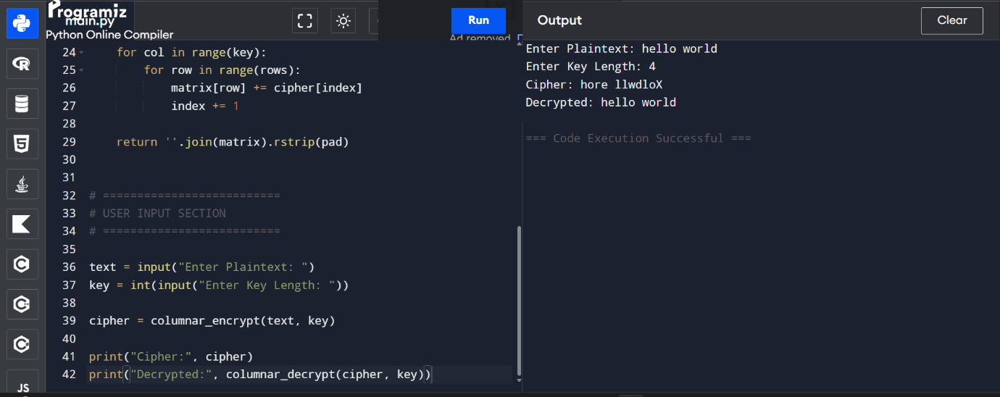 Programiz
main.py
Python Online Compiler
Run
Ad removed
Output
Clear
24     for col in range(key):
25         for row in range(rows):
26             matrix[row] += cipher[index]
27             index += 1
28
29     return ''.join(matrix).rstrip(pad)
30
31
32 # ==========================
33 # USER INPUT SECTION
34 # ==========================
35
36 text = input("Enter Plaintext: ")
37 key = int(input("Enter Key Length: "))
38
39 cipher = columnar_encrypt(text, key)
40
41 print("Cipher:", cipher)
42 print("Decrypted:", columnar_decrypt(cipher, key))
JS
Enter Plaintext: hello world
Enter Key Length: 4
Cipher: hore llwdloX
Decrypted: hello world
=== Code Execution Successful ===